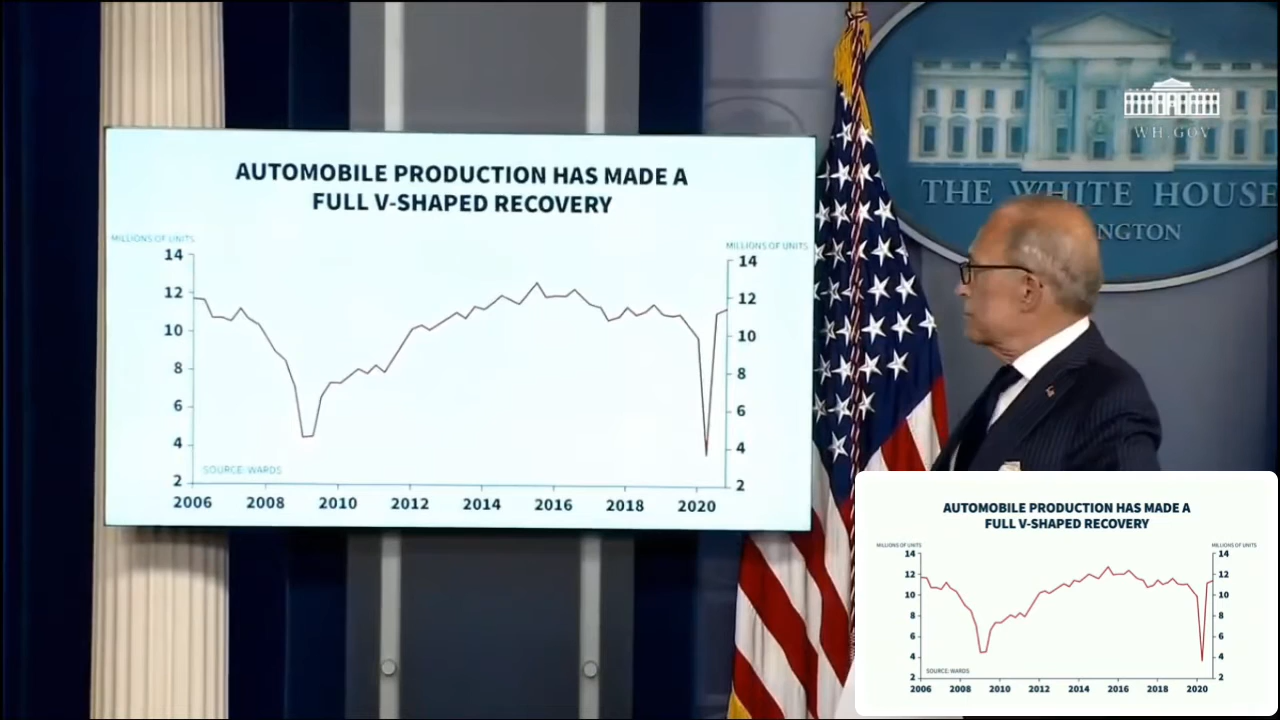 AUTOMOBILE PRODUCTION HAS MADE A
FULL V-SHAPED RECOVERY
MILLIONS OF UNITS
MILLIONS OF UNITS
14
12
10
8
6
4
2
14
12
10
8
6
4
2
SOURCE: WARDS
2006 2008 2010 2012 2014 2016 2018 2020
WH.GOV
THE WHITE HOUSE
NGTON
AUTOMOBILE PRODUCTION HAS MADE A
FULL V-SHAPED RECOVERY
MILLIONS OF UNITS
MILLIONS OF UNITS
14
12
10
8
6
4
2
14
12
10
8
6
4
2
SOURCE: WARDS
2006 2008 2010 2012 2014 2016 2018 2020